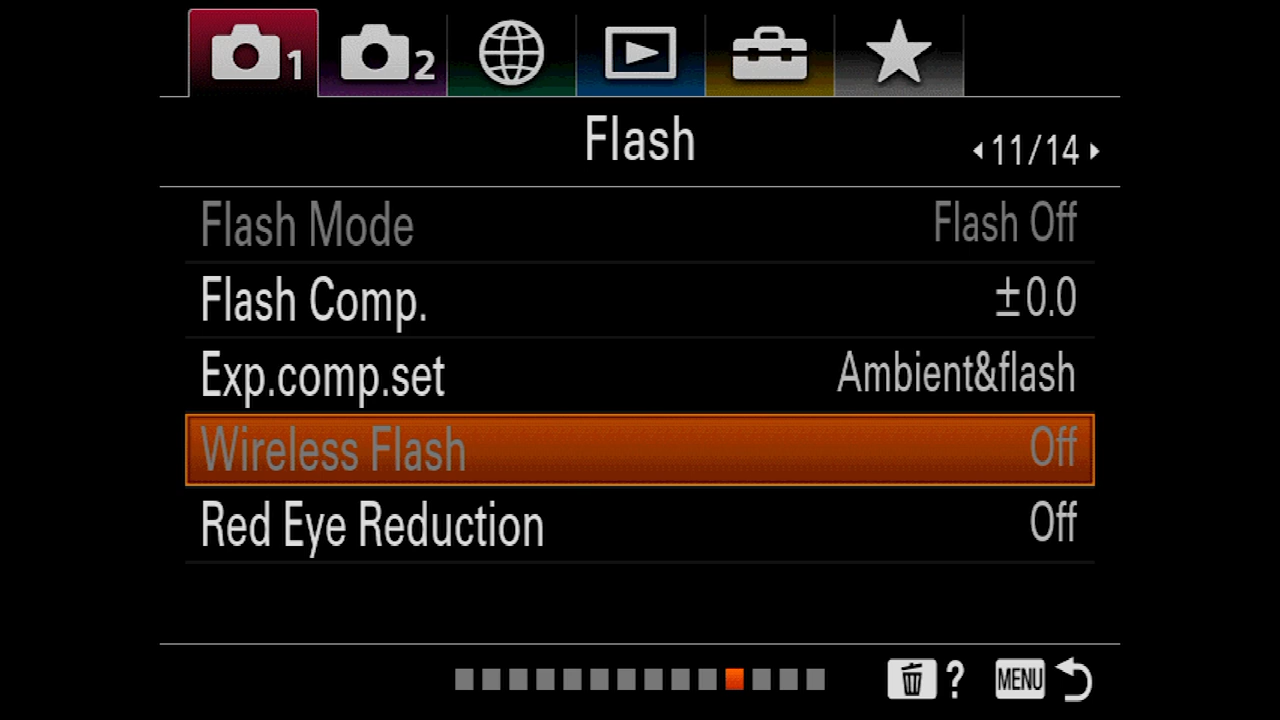 1 2
Flash
11/14
Flash Mode Flash Off
Flash Comp. ±0.0
Exp.comp.set Ambient&flash
Wireless Flash Off
Red Eye Reduction Off
? MENU